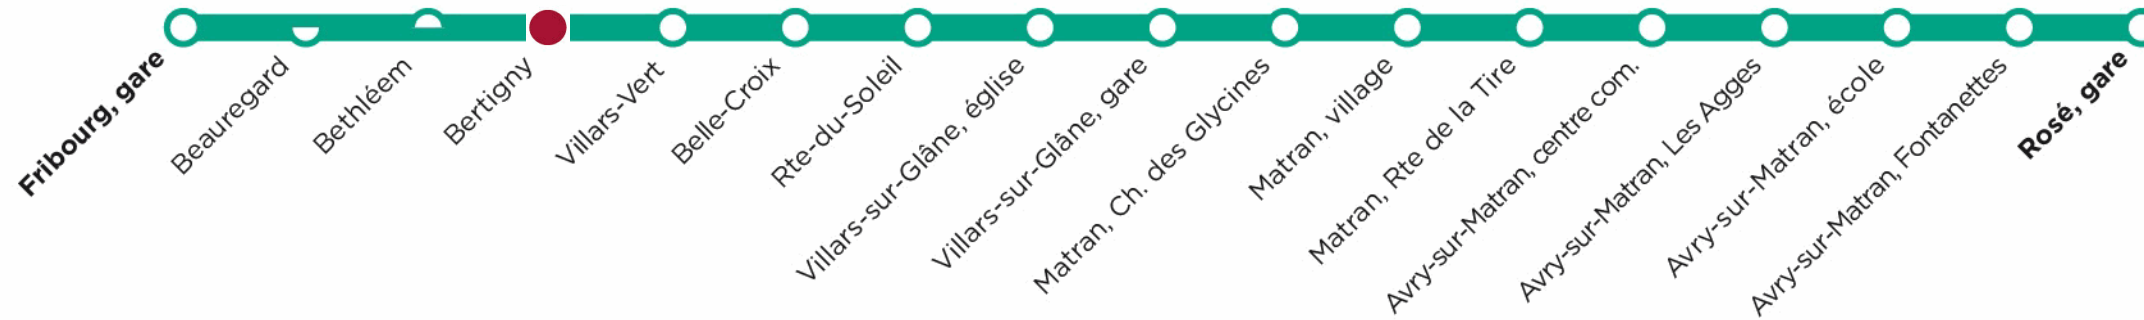 Fribourg, gare
Beauregard
Bethléem
Bertigny
Villars-Vert
Belle-Croix
Rte-du-Soleil
Villars-sur-Glâne, église
Villars-sur-Glâne, gare
Matran, Ch. des Glycines
Matran, village
Matran, Rte de la Tire
Avry-sur-Matran, centre com.
Avry-sur-Matran, Les Agges
Avry-sur-Matran, école
Avry-sur-Matran, Fontanettes
Rosé, gare